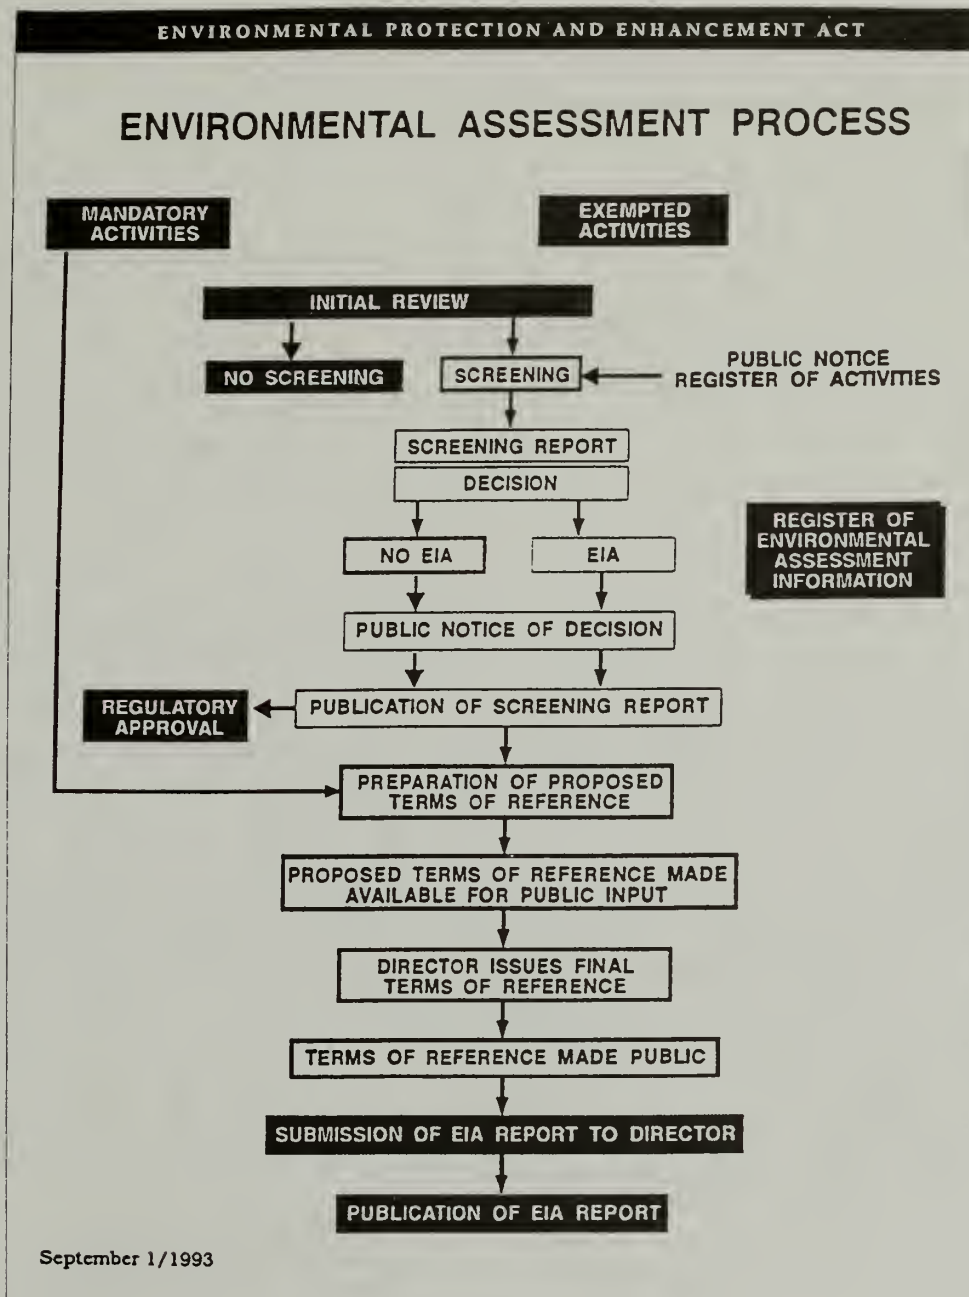 ENVIRONMENTAL PROTECTION AND ENHANCEMENT ACT
ENVIRONMENTAL ASSESSMENT PROCESS
MANDATORY
ACTIVITIES
EXEMPTED
ACTIVITIES
INITIAL REVIEW
NO SCREENING
SCREENING
PUBLIC NOTICE
REGISTER OF ACTIVITIES
SCREENING REPORT
DECISION
NO EIA
EIA
REGISTER OF
ENVIRONMENTAL
ASSESSMENT
INFORMATION
PUBLIC NOTICE OF DECISION
REGULATORY
APPROVAL
PUBLICATION OF SCREENING REPORT
PREPARATION OF PROPOSED
TERMS OF REFERENCE
PROPOSED TERMS OF REFERENCE MADE
AVAILABLE FOR PUBLIC INPUT
DIRECTOR ISSUES FINAL
TERMS OF REFERENCE
TERMS OF REFERENCE MADE PUBLIC
SUBMISSION OF EIA REPORT TO DIRECTOR
PUBLICATION OF EIA REPORT
September 1/1993